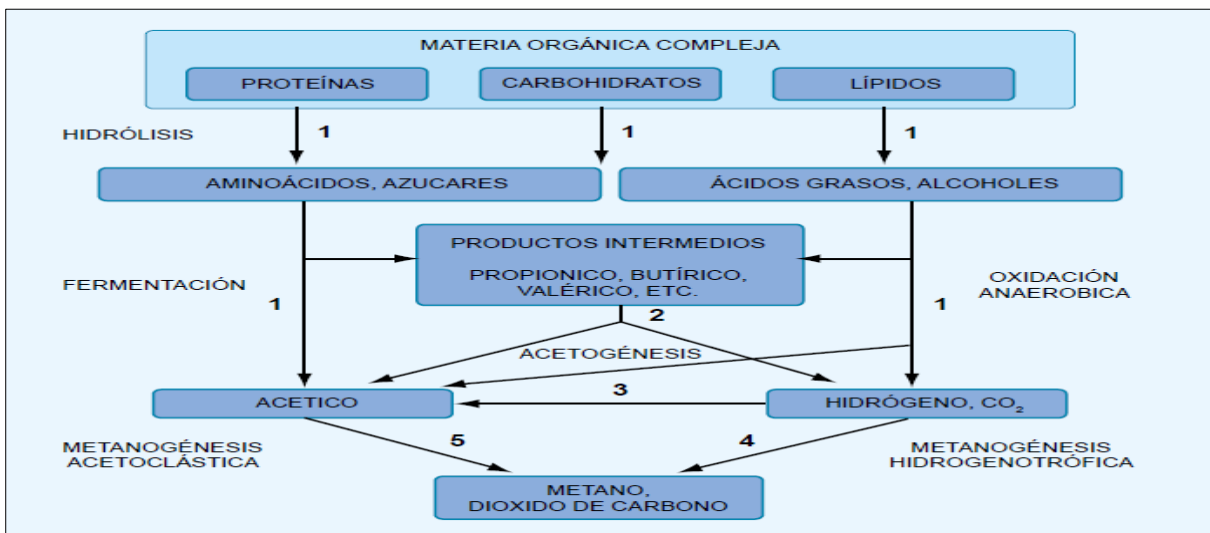 MATERIA ORGÁNICA COMPLEJA
PROTEÍNAS
CARBOHIDRATOS
LÍPIDOS
HIDRÓLISIS
1
1
1
AMINOÁCIDOS, AZUCARES
ÁCIDOS GRASOS, ALCOHOLES
PRODUCTOS INTERMEDIOS
PROPIONICO, BUTÍRICO,
VALÉRICO, ETC.
FERMENTACIÓN
1
OXIDACIÓN
ANAEROBICA
1
2
ACETOGÉNESIS
ACETICO
3
HIDRÓGENO, CO₂
METANOGÉNESIS
ACETOCLÁSTICA
5
4
METANOGÉNESIS
HIDROGENOTRÓFICA
METANO,
DIOXIDO DE CARBONO